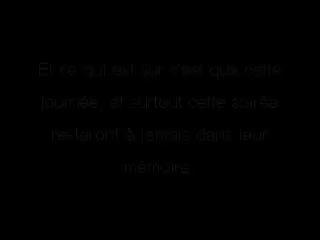 Et ce qui est sur c'est que cette
journée, et surtout cette soirée
resteront à jamais dans leur
mémoire